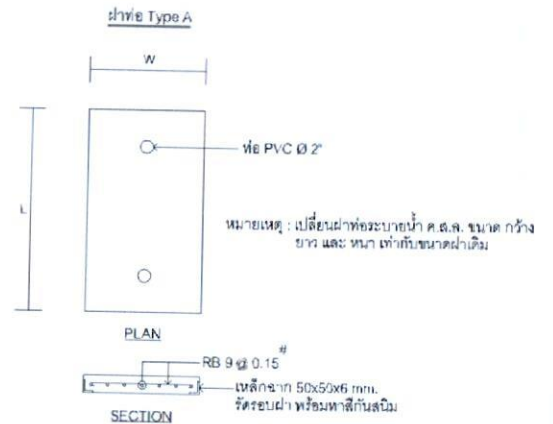 ฝาท่อ Type A
W
ท่อ PVC Ø 2"
L
หมายเหตุ : เปลี่ยนฝาท่อระบายน้ำ ค.ส.ล. ขนาด กว้าง
ยาว และ หนา เท่ากับขนาดฝาเดิม
PLAN
RB 9 @ 0.15 #
เหล็กฉาก 50x50x6 mm.
รัดรอบฝา พร้อมทาสีกันสนิม
SECTION